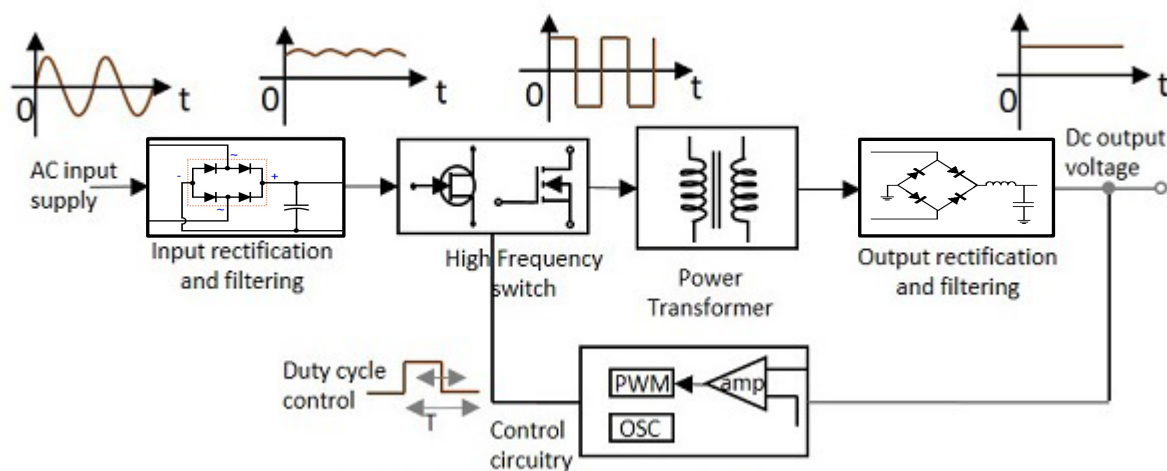 0
t
0
t
0
t
0
t
AC input
supply
~
-
+
~
Input rectification
and filtering
High Frequency
switch
Power
Transformer
Output rectification
and filtering
Dc output
voltage
Duty cycle
control
T
PWM
amp
OSC
Control
circuitry